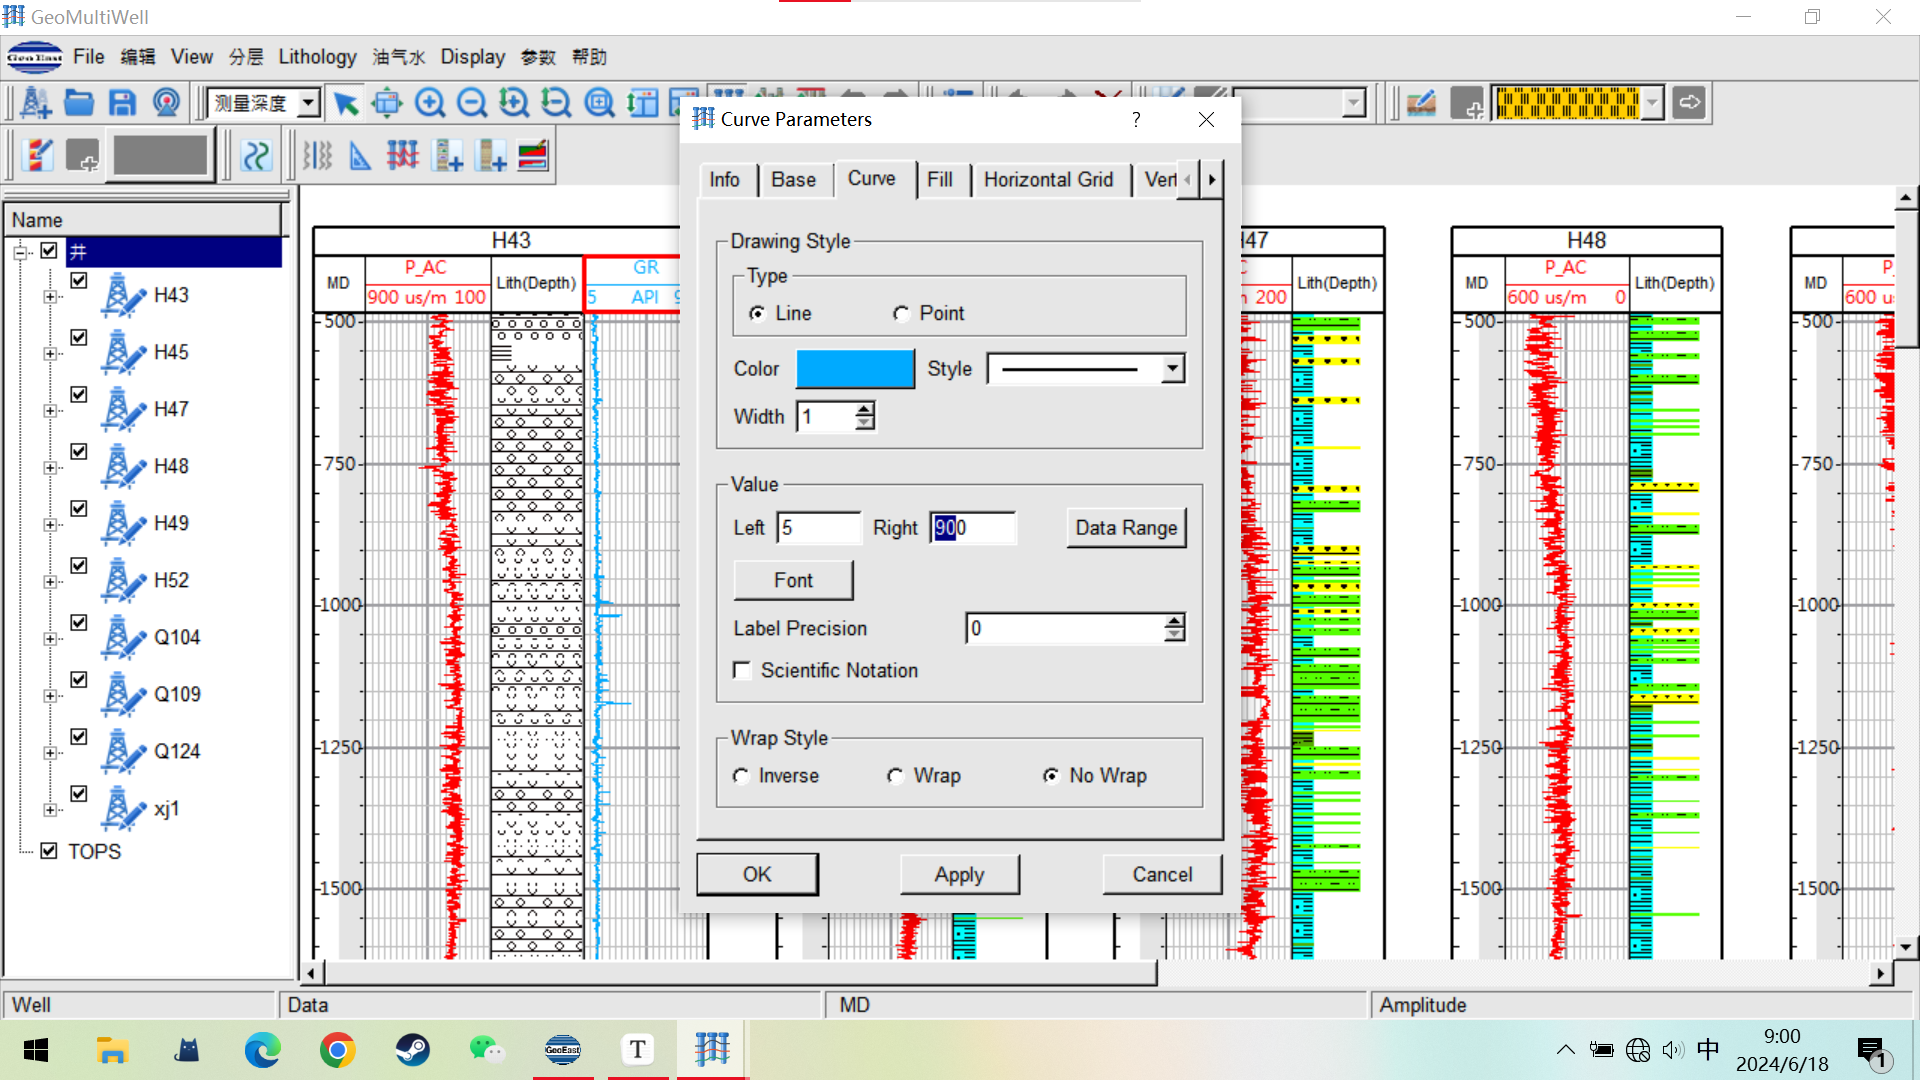 GeoMultiWell
GeoEast File 编辑 View 分层 Lithology 油气水 Display 参数 帮助
测量深度
Curve Parameters ?
Info Base Curve Fill Horizontal Grid Vert
Drawing Style
Type
Line Point
Color Style
Width 1
Value
Left 5 Right 900 Data Range
Font
Label Precision 0
Scientific Notation
Wrap Style
Inverse Wrap No Wrap
OK Apply Cancel
Name
井
H43
H45
H47
H48
H49
H52
Q104
Q109
Q124
xj1
TOPS
H43
MD P_AC Lith(Depth) GR
900 us/m 100 5 API 9
500
750
1000
1250
1500
H47
200 Lith(Depth)
H48
MD P_AC Lith(Depth)
600 us/m 0
500
750
1000
1250
1500
MD P_
600 u
500
750
1000
1250
1500
Well Data MD Amplitude
GeoEast T
中
9:00
2024/6/18
1